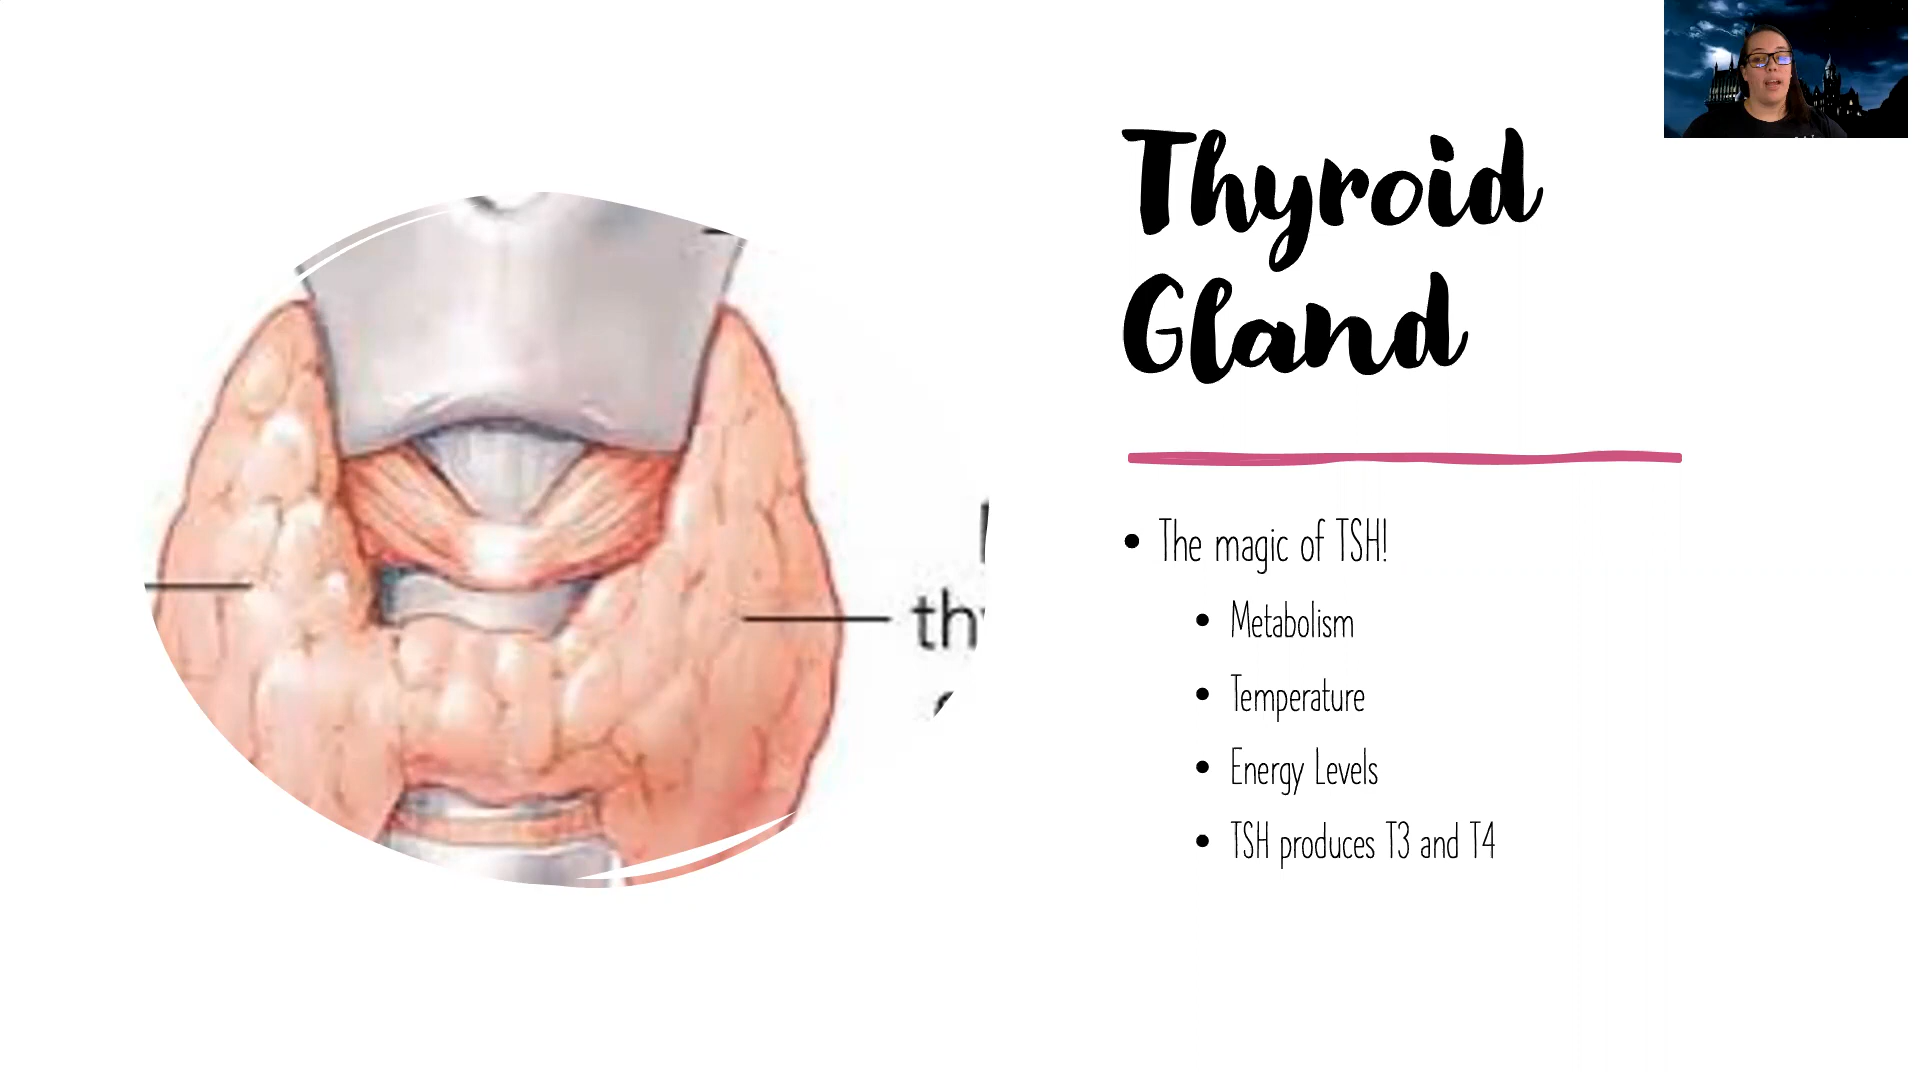 Thyroid
Gland
• The magic of TSH!
• Metabolism
• Temperature
• Energy Levels
• TSH produces T3 and T4